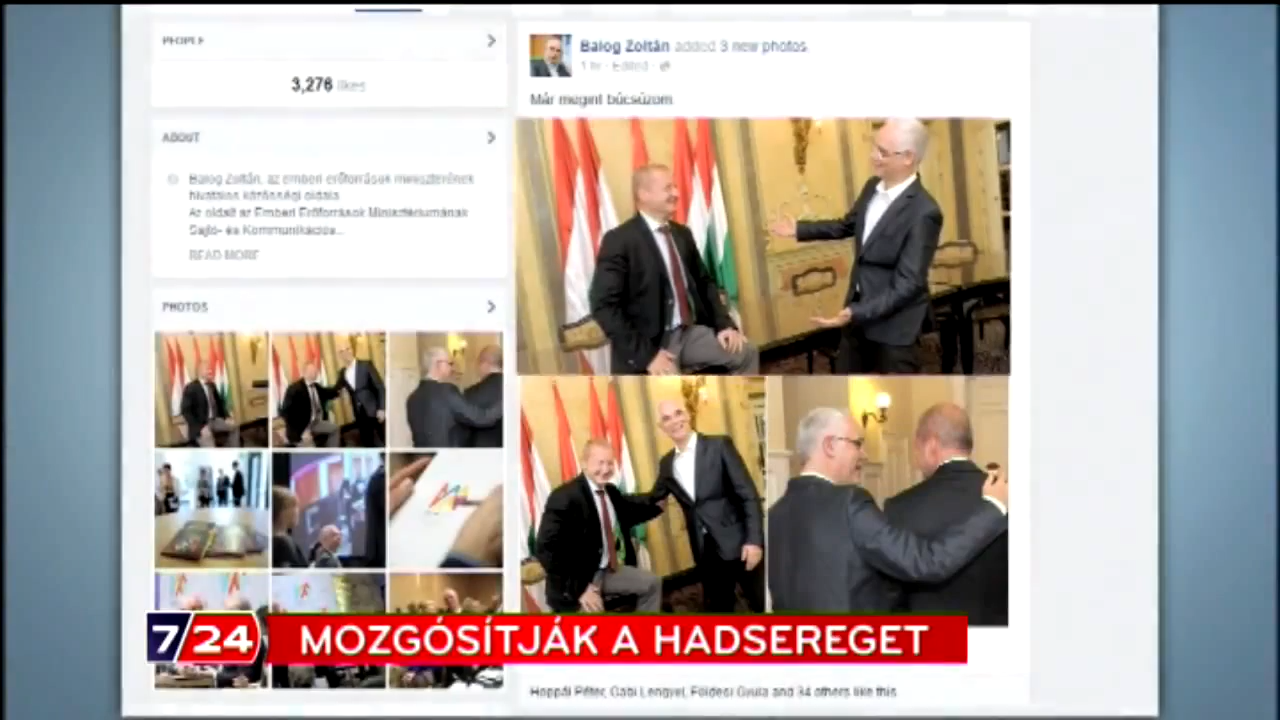 PEOPLE
3,276 likes
ABOUT
Balog Zoltán, az emberi erőforrások miniszterének
hivatalos közösségi oldala
Az oldalt az Emberi Erőforrások Minisztériumának
Sajtó- és Kommunikációs...
READ MORE
PHOTOS
Balog Zoltán added 3 new photos
1 hr · Edited
Már megint búcsúzom
Hoppál Péter, Gabi Lengyel, Földesi Gyula and 34 others like this
7/24
MOZGÓSÍTJÁK A HADSEREGET